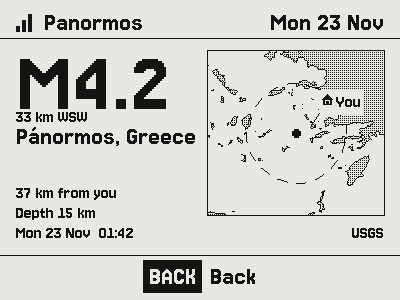 Panormos
Mon 23 Nov
M4.2
33 km WSW
Pánormos, Greece
You
37 km from you
Depth 15 km
Mon 23 Nov 01:42
USGS
BACK Back